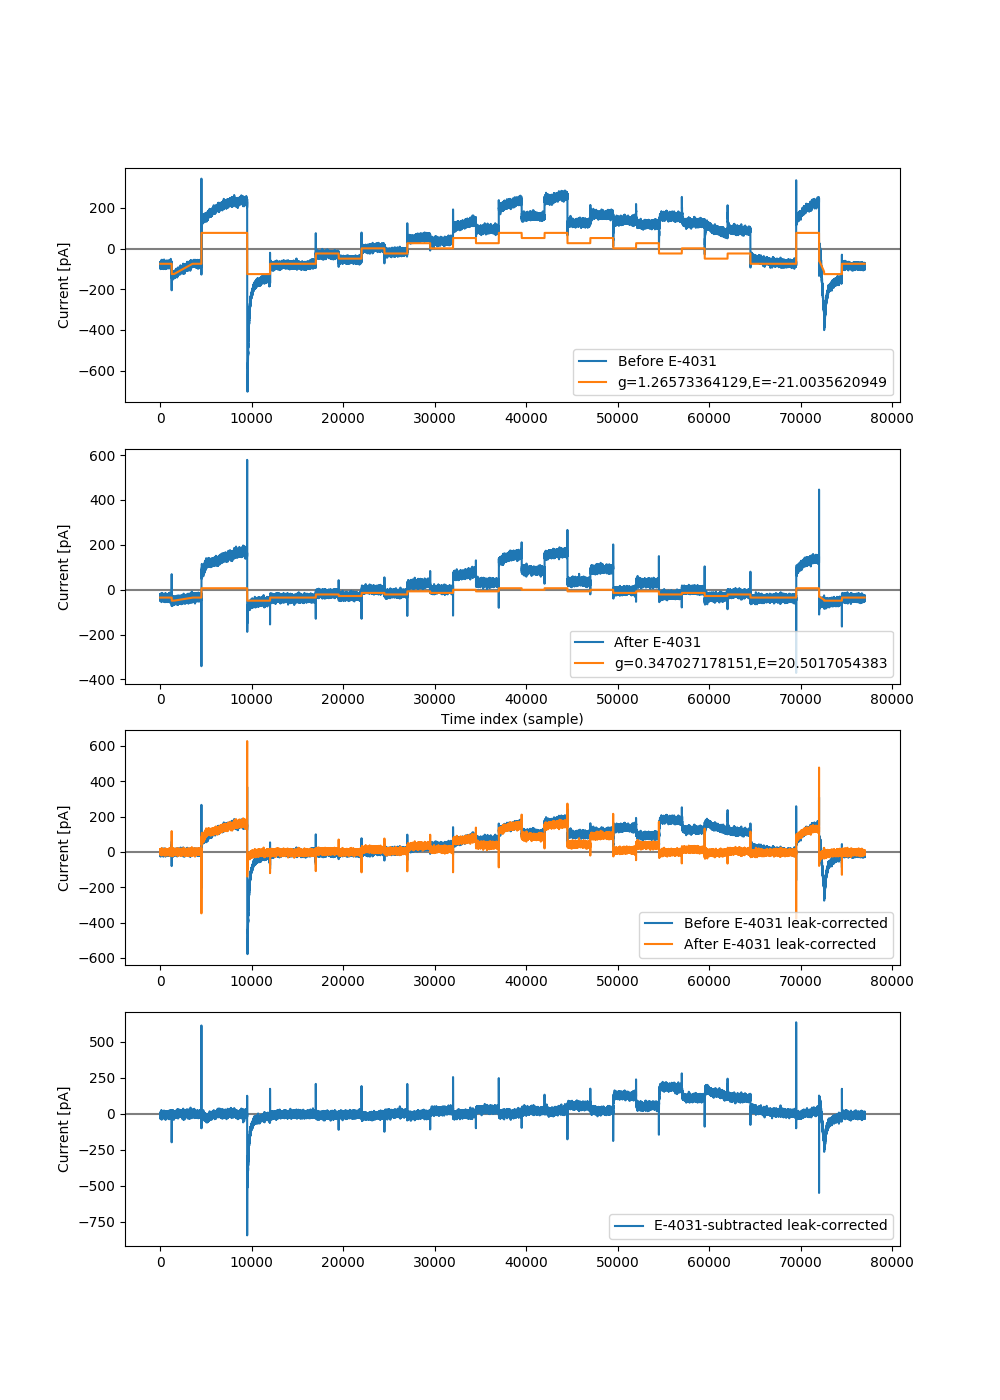 200
0
−200
−400
−600
Current [pA]
Before E-4031
g=1.26573364129,E=-21.0035620949
0 10000 20000 30000 40000 50000 60000 70000 80000
600
400
200
0
−200
−400
Current [pA]
After E-4031
g=0.347027178151,E=20.5017054383
0 10000 20000 30000 40000 50000 60000 70000 80000
Time index (sample)
600
400
200
0
−200
−400
−600
Current [pA]
Before E-4031 leak-corrected
After E-4031 leak-corrected
0 10000 20000 30000 40000 50000 60000 70000 80000
500
250
0
−250
−500
−750
Current [pA]
E-4031-subtracted leak-corrected
0 10000 20000 30000 40000 50000 60000 70000 80000